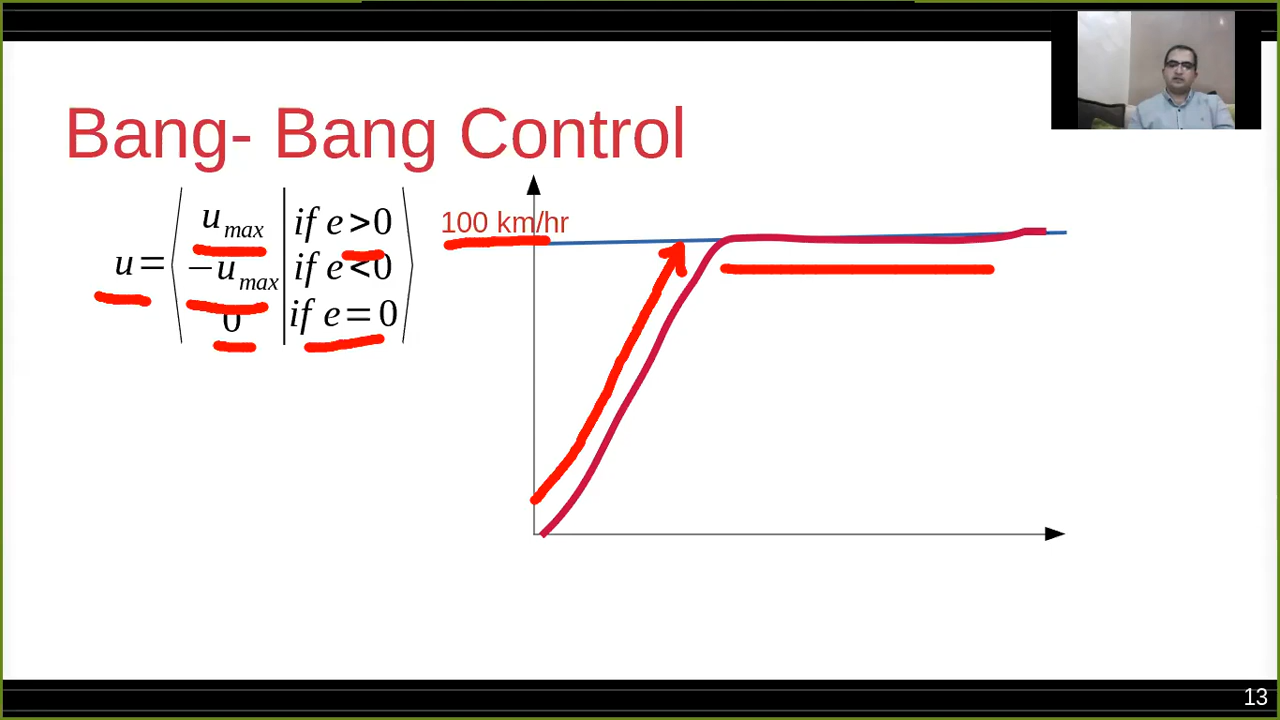 Bang- Bang Control
u_max if e>0
100 km/hr
u= -u_max if e<0
0 if e=0
13